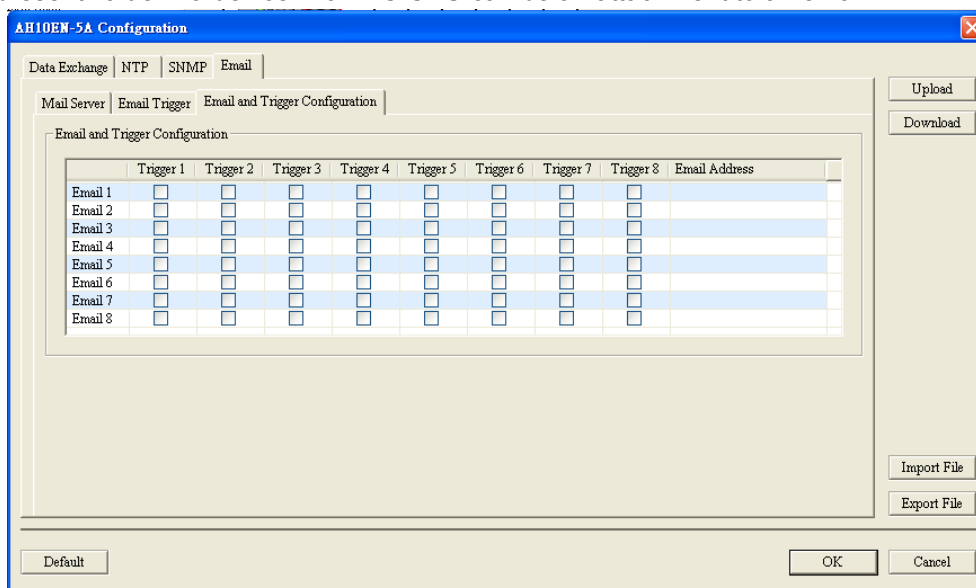 AH10EN-5A Configuration
Data Exchange NTP SNMP Email
Mail Server Email Trigger Email and Trigger Configuration
Email and Trigger Configuration
Trigger 1 Trigger 2 Trigger 3 Trigger 4 Trigger 5 Trigger 6 Trigger 7 Trigger 8 Email Address
Email 1
Email 2
Email 3
Email 4
Email 5
Email 6
Email 7
Email 8
Upload
Download
Import File
Export File
Default OK Cancel